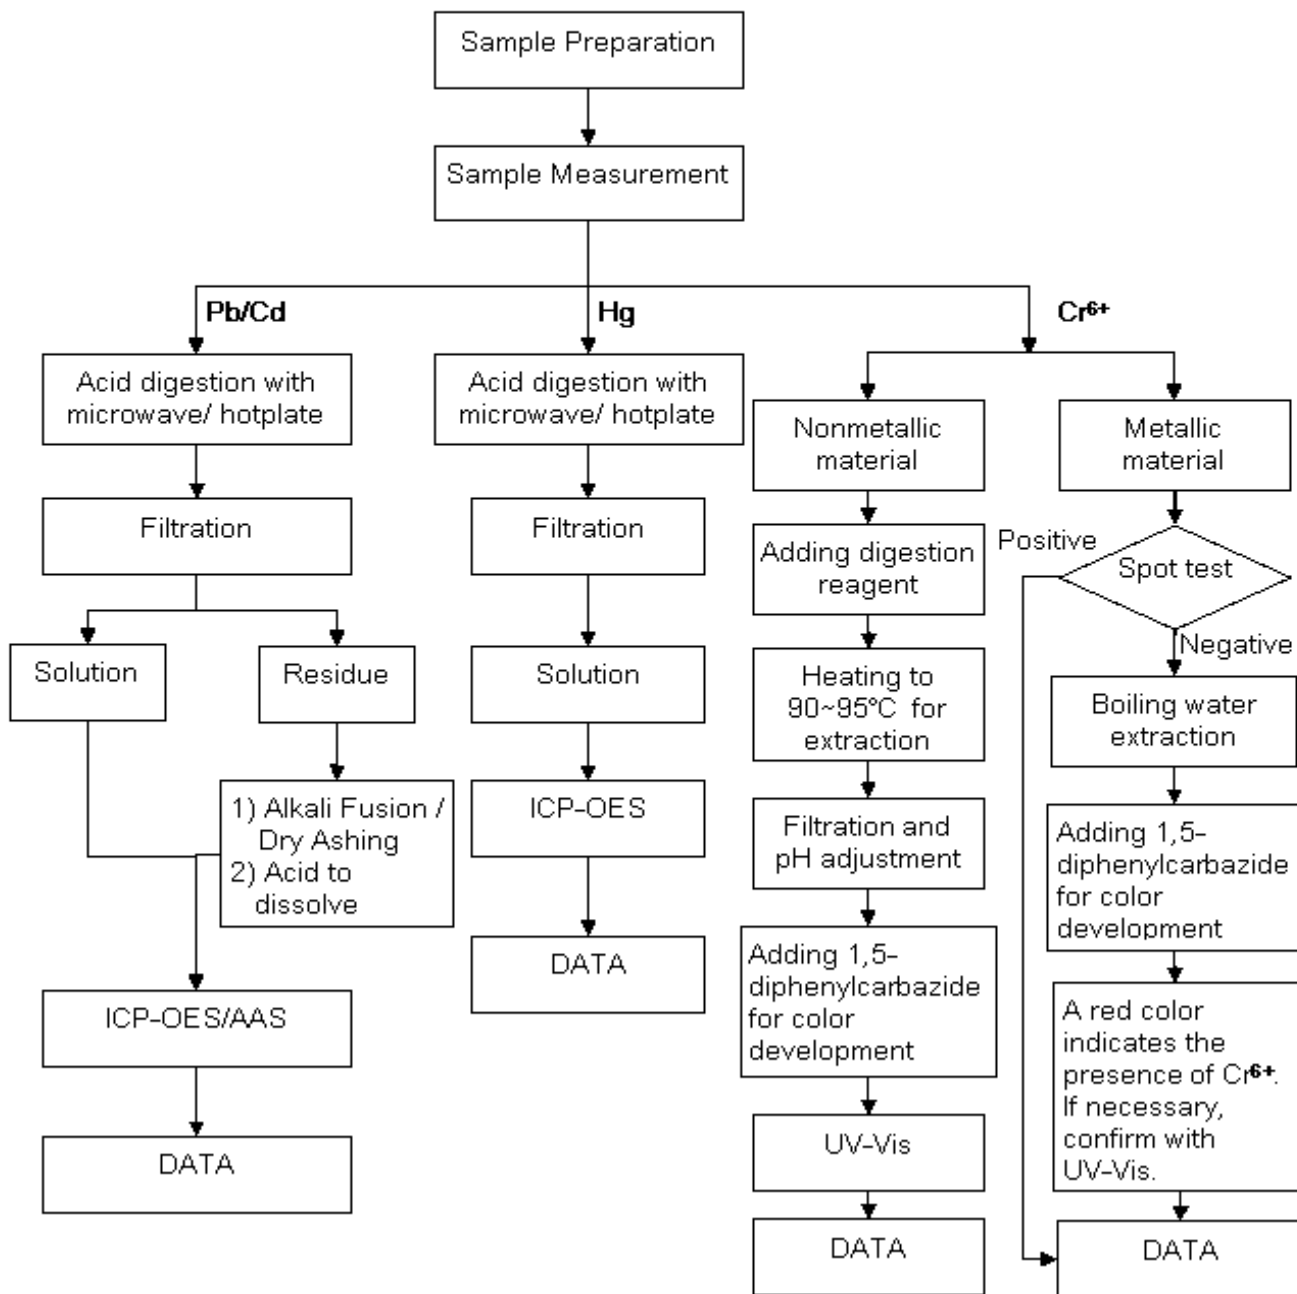 Sample Preparation
Sample Measurement
Pb/Cd
Hg
Cr⁶⁺
Acid digestion with
microwave/ hotplate
Filtration
Solution
Residue
1) Alkali Fusion /
Dry Ashing
2) Acid to
dissolve
ICP-OES/AAS
DATA
Acid digestion with
microwave/ hotplate
Filtration
Solution
ICP-OES
DATA
Nonmetallic
material
Adding digestion
reagent
Heating to
90~95°C for
extraction
Filtration and
pH adjustment
Adding 1,5-
diphenylcarbazide
for color
development
UV-Vis
DATA
Metallic
material
Positive
Spot test
Negative
Boiling water
extraction
Adding 1,5-
diphenylcarbazide
for color
development
A red color
indicates the
presence of Cr⁶⁺.
If necessary,
confirm with
UV-Vis.
DATA